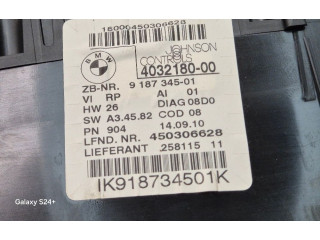 18000450306628
BMW
JOHNSON
CONTROLS
4032180-00
ZB-NR. 9 187 345-01
VI RP AI 01
HW 26 DIAG 08D0
SW A3.45.82 COD 08
PN 904 14.09.10
LFND. NR. 450306628
LIEFERANT .258115 11
IK918734501K
Galaxy S24+